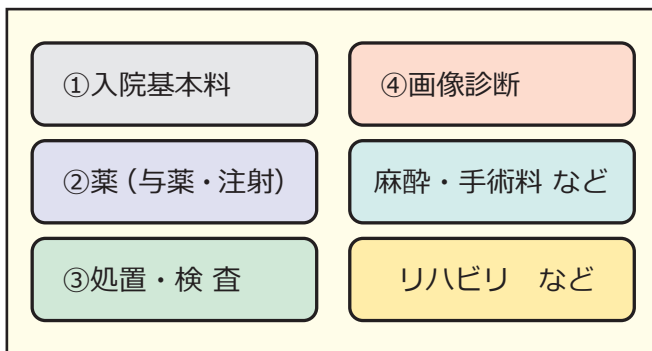 ①入院基本料
②薬（与薬・注射）
③処置・検 査
④画像診断
麻酔・手術料 など
リハビリ　など